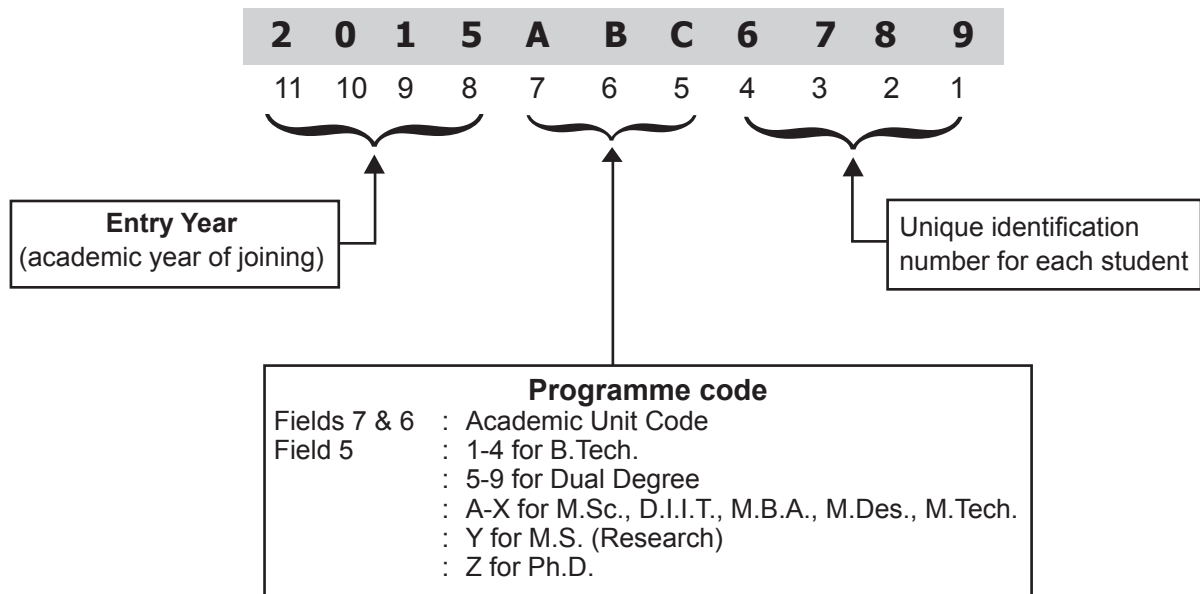 2 0 1 5 A B C 6 7 8 9
11 10 9 8 7 6 5 4 3 2 1
Entry Year
(academic year of joining)
Unique identification
number for each student
Programme code
Fields 7 & 6 : Academic Unit Code
Field 5 : 1-4 for B.Tech.
: 5-9 for Dual Degree
: A-X for M.Sc., D.I.I.T., M.B.A., M.Des., M.Tech.
: Y for M.S. (Research)
: Z for Ph.D.